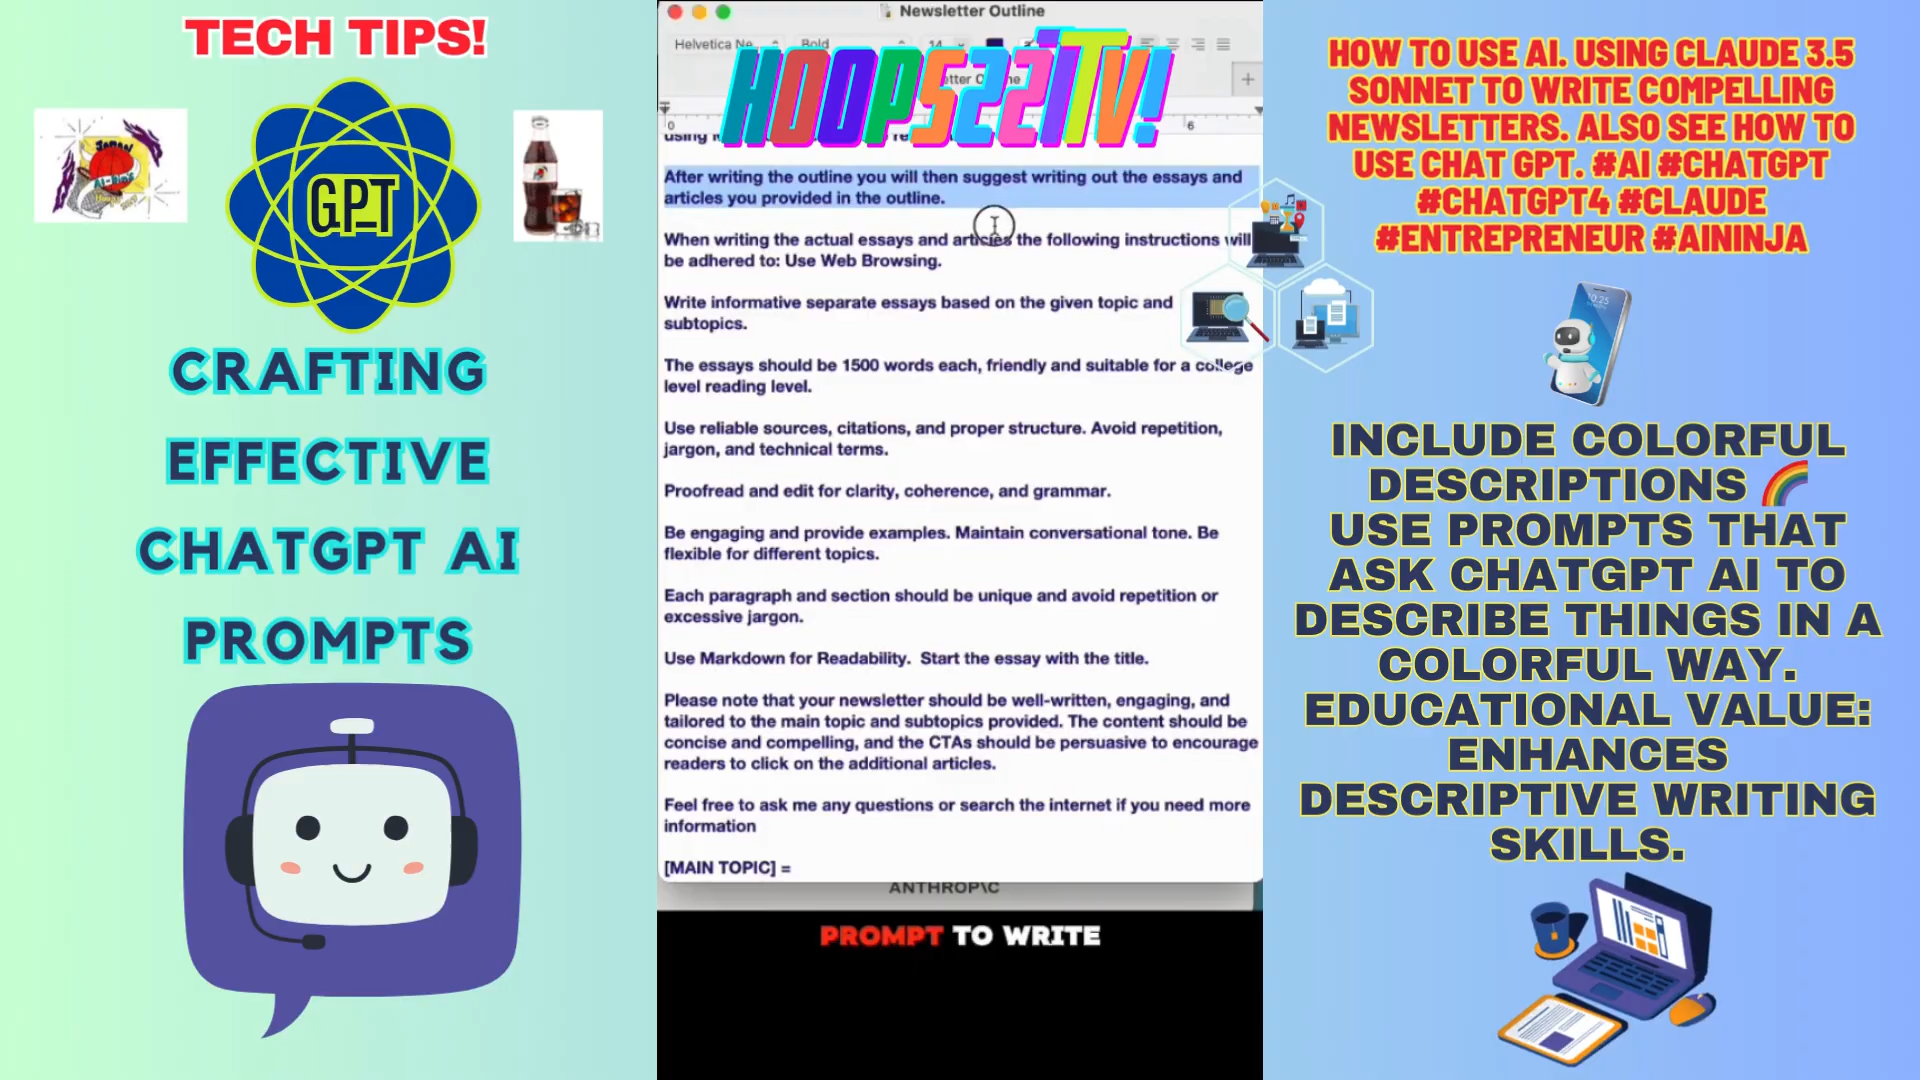 TECH TIPS!
GPT
CRAFTING
EFFECTIVE
CHATGPT AI
PROMPTS
Newsletter Outline
Helvetica Ne
Bold
14
HOOPS22ITV!
0
6
After writing the outline you will then suggest writing out the essays and
articles you provided in the outline.
When writing the actual essays and articles the following instructions will
be adhered to: Use Web Browsing.
Write informative separate essays based on the given topic and
subtopics.
The essays should be 1500 words each, friendly and suitable for a college
level reading level.
Use reliable sources, citations, and proper structure. Avoid repetition,
jargon, and technical terms.
Proofread and edit for clarity, coherence, and grammar.
Be engaging and provide examples. Maintain conversational tone. Be
flexible for different topics.
Each paragraph and section should be unique and avoid repetition or
excessive jargon.
Use Markdown for Readability.  Start the essay with the title.
Please note that your newsletter should be well-written, engaging, and
tailored to the main topic and subtopics provided. The content should be
concise and compelling, and the CTAs should be persuasive to encourage
readers to click on the additional articles.
Feel free to ask me any questions or search the internet if you need more
information
[MAIN TOPIC] =
ANTHROP\C
PROMPT TO WRITE
HOW TO USE AI. USING CLAUDE 3.5
SONNET TO WRITE COMPELLING
NEWSLETTERS. ALSO SEE HOW TO
USE CHAT GPT. #AI #CHATGPT
#CHATGPT4 #CLAUDE
#ENTREPRENEUR #AININJA
10:25
INCLUDE COLORFUL
DESCRIPTIONS 🌈
USE PROMPTS THAT
ASK CHATGPT AI TO
DESCRIBE THINGS IN A
COLORFUL WAY.
EDUCATIONAL VALUE:
ENHANCES
DESCRIPTIVE WRITING
SKILLS.